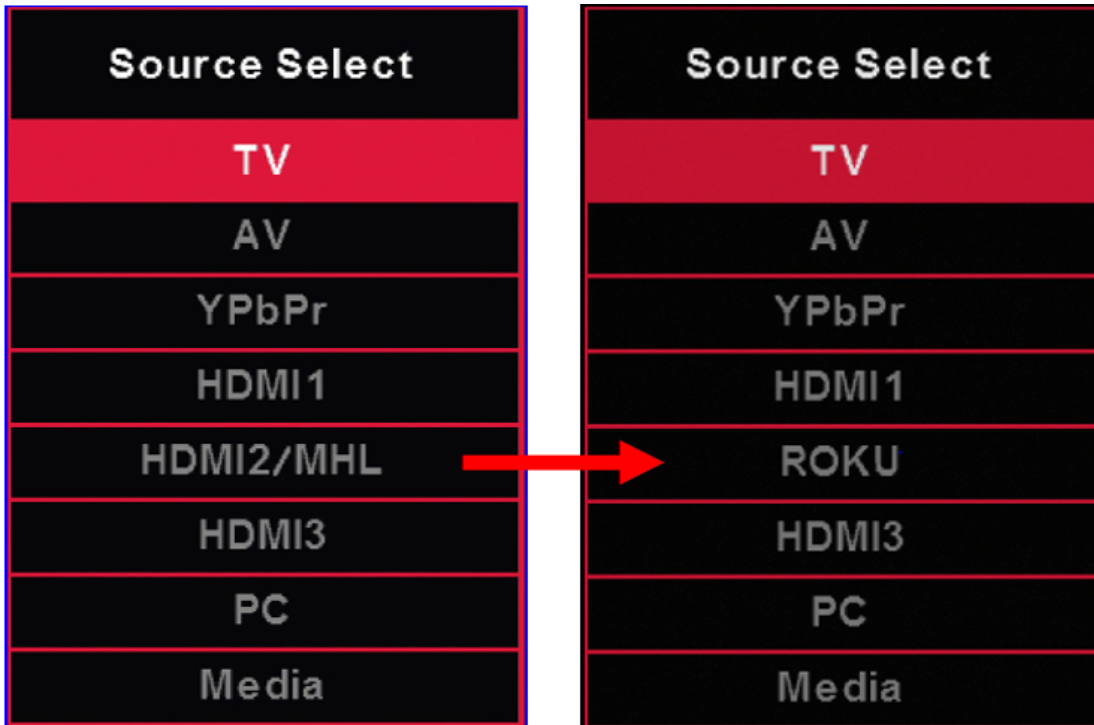 Source Select
TV
AV
YPbPr
HDMI1
HDMI2/MHL
HDMI3
PC
Media
Source Select
TV
AV
YPbPr
HDMI1
ROKU
HDMI3
PC
Media